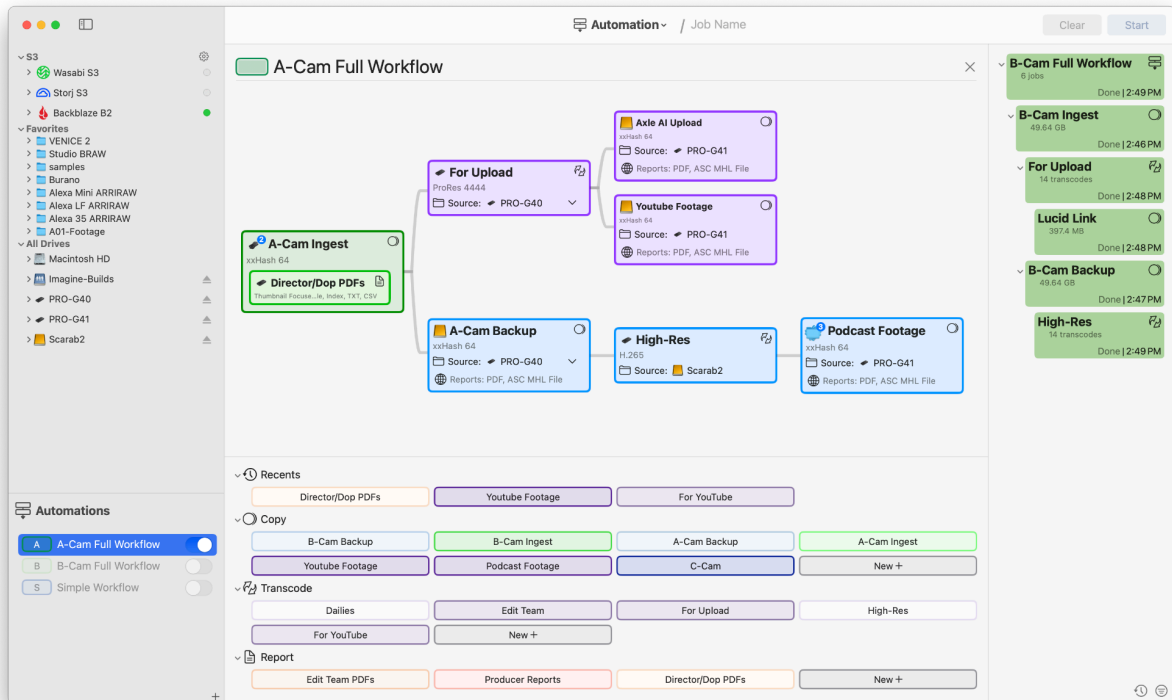 Automation
/ Job Name
Clear
Start
S3
Wasabi S3
Storj S3
Backblaze B2
Favorites
VENICE 2
Studio BRAW
samples
Burano
Alexa Mini ARRIRAW
Alexa LF ARRIRAW
Alexa 35 ARRIRAW
A01-Footage
All Drives
Macintosh HD
Imagine-Builds
PRO-G40
PRO-G41
Scarab2
Automations
A A-Cam Full Workflow
B B-Cam Full Workflow
S Simple Workflow
+
A-Cam Full Workflow
2 A-Cam Ingest
xxHash 64
Director/Dop PDFs
Thumbnail Focuse...le, Index, TXT, CSV
For Upload
ProRes 4444
Source: PRO-G40
Axle AI Upload
xxHash 64
Source: PRO-G41
Reports: PDF, ASC MHL File
Youtube Footage
xxHash 64
Source: PRO-G41
Reports: PDF, ASC MHL File
A-Cam Backup
xxHash 64
Source: PRO-G40
Reports: PDF, ASC MHL File
High-Res
H.265
Source: Scarab2
3 Podcast Footage
xxHash 64
Source: PRO-G41
Reports: PDF, ASC MHL File
Recents
Director/Dop PDFs
Youtube Footage
For YouTube
Copy
B-Cam Backup
B-Cam Ingest
A-Cam Backup
A-Cam Ingest
Youtube Footage
Podcast Footage
C-Cam
New +
Transcode
Dailies
Edit Team
For Upload
High-Res
For YouTube
New +
Report
Edit Team PDFs
Producer Reports
Director/Dop PDFs
New +
B-Cam Full Workflow
6 jobs
Done | 2:49 PM
B-Cam Ingest
49.64 GB
Done | 2:46 PM
For Upload
14 transcodes
Done | 2:48 PM
Lucid Link
397.4 MB
Done | 2:48 PM
B-Cam Backup
49.64 GB
Done | 2:47 PM
High-Res
14 transcodes
Done | 2:49 PM